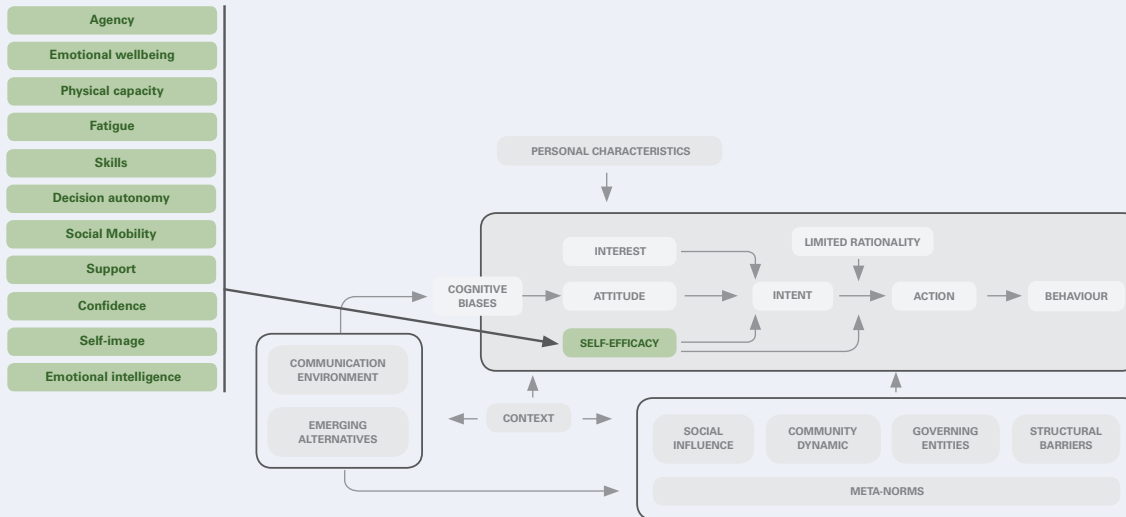 Agency
Emotional wellbeing
Physical capacity
Fatigue
Skills
Decision autonomy
Social Mobility
Support
Confidence
Self-image
Emotional intelligence
PERSONAL CHARACTERISTICS
INTEREST
LIMITED RATIONALITY
COGNITIVE
BIASES
ATTITUDE
INTENT
ACTION
BEHAVIOUR
SELF-EFFICACY
COMMUNICATION
ENVIRONMENT
EMERGING
ALTERNATIVES
CONTEXT
SOCIAL
INFLUENCE
COMMUNITY
DYNAMIC
GOVERNING
ENTITIES
STRUCTURAL
BARRIERS
META-NORMS